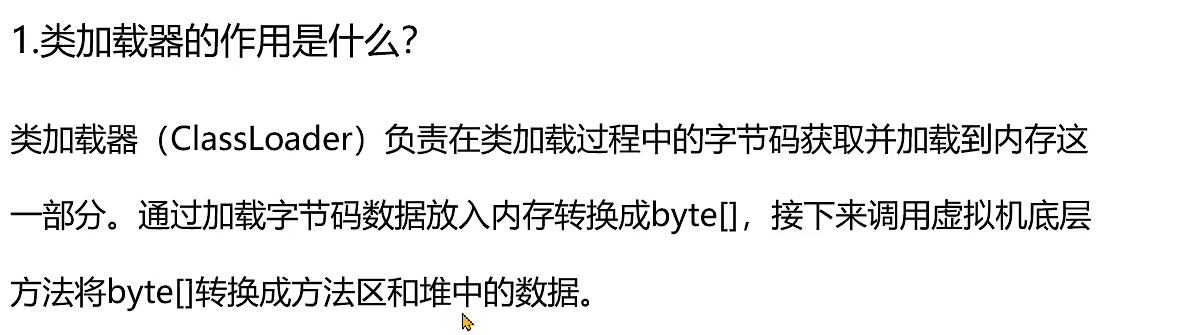 1.类加载器的作用是什么？
类加载器（ClassLoader）负责在类加载过程中的字节码获取并加载到内存这
一部分。通过加载字节码数据放入内存转换成byte[]，接下来调用虚拟机底层
方法将byte[]转换成方法区和堆中的数据。